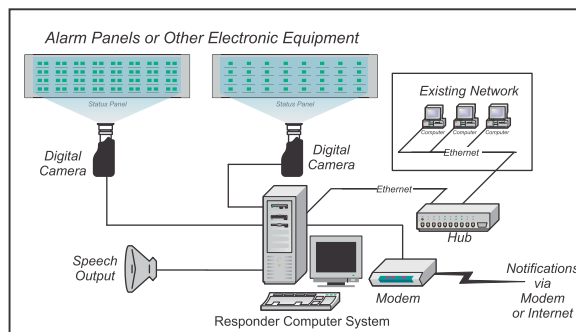 Alarm Panels or Other Electronic Equipment
Status Panel
Status Panel
Existing Network
Computer
Computer
Computer
Ethernet
Digital
Camera
Digital
Camera
Ethernet
Hub
Speech
Output
Modem
Notifications
via
Modem
or Internet
Responder Computer System